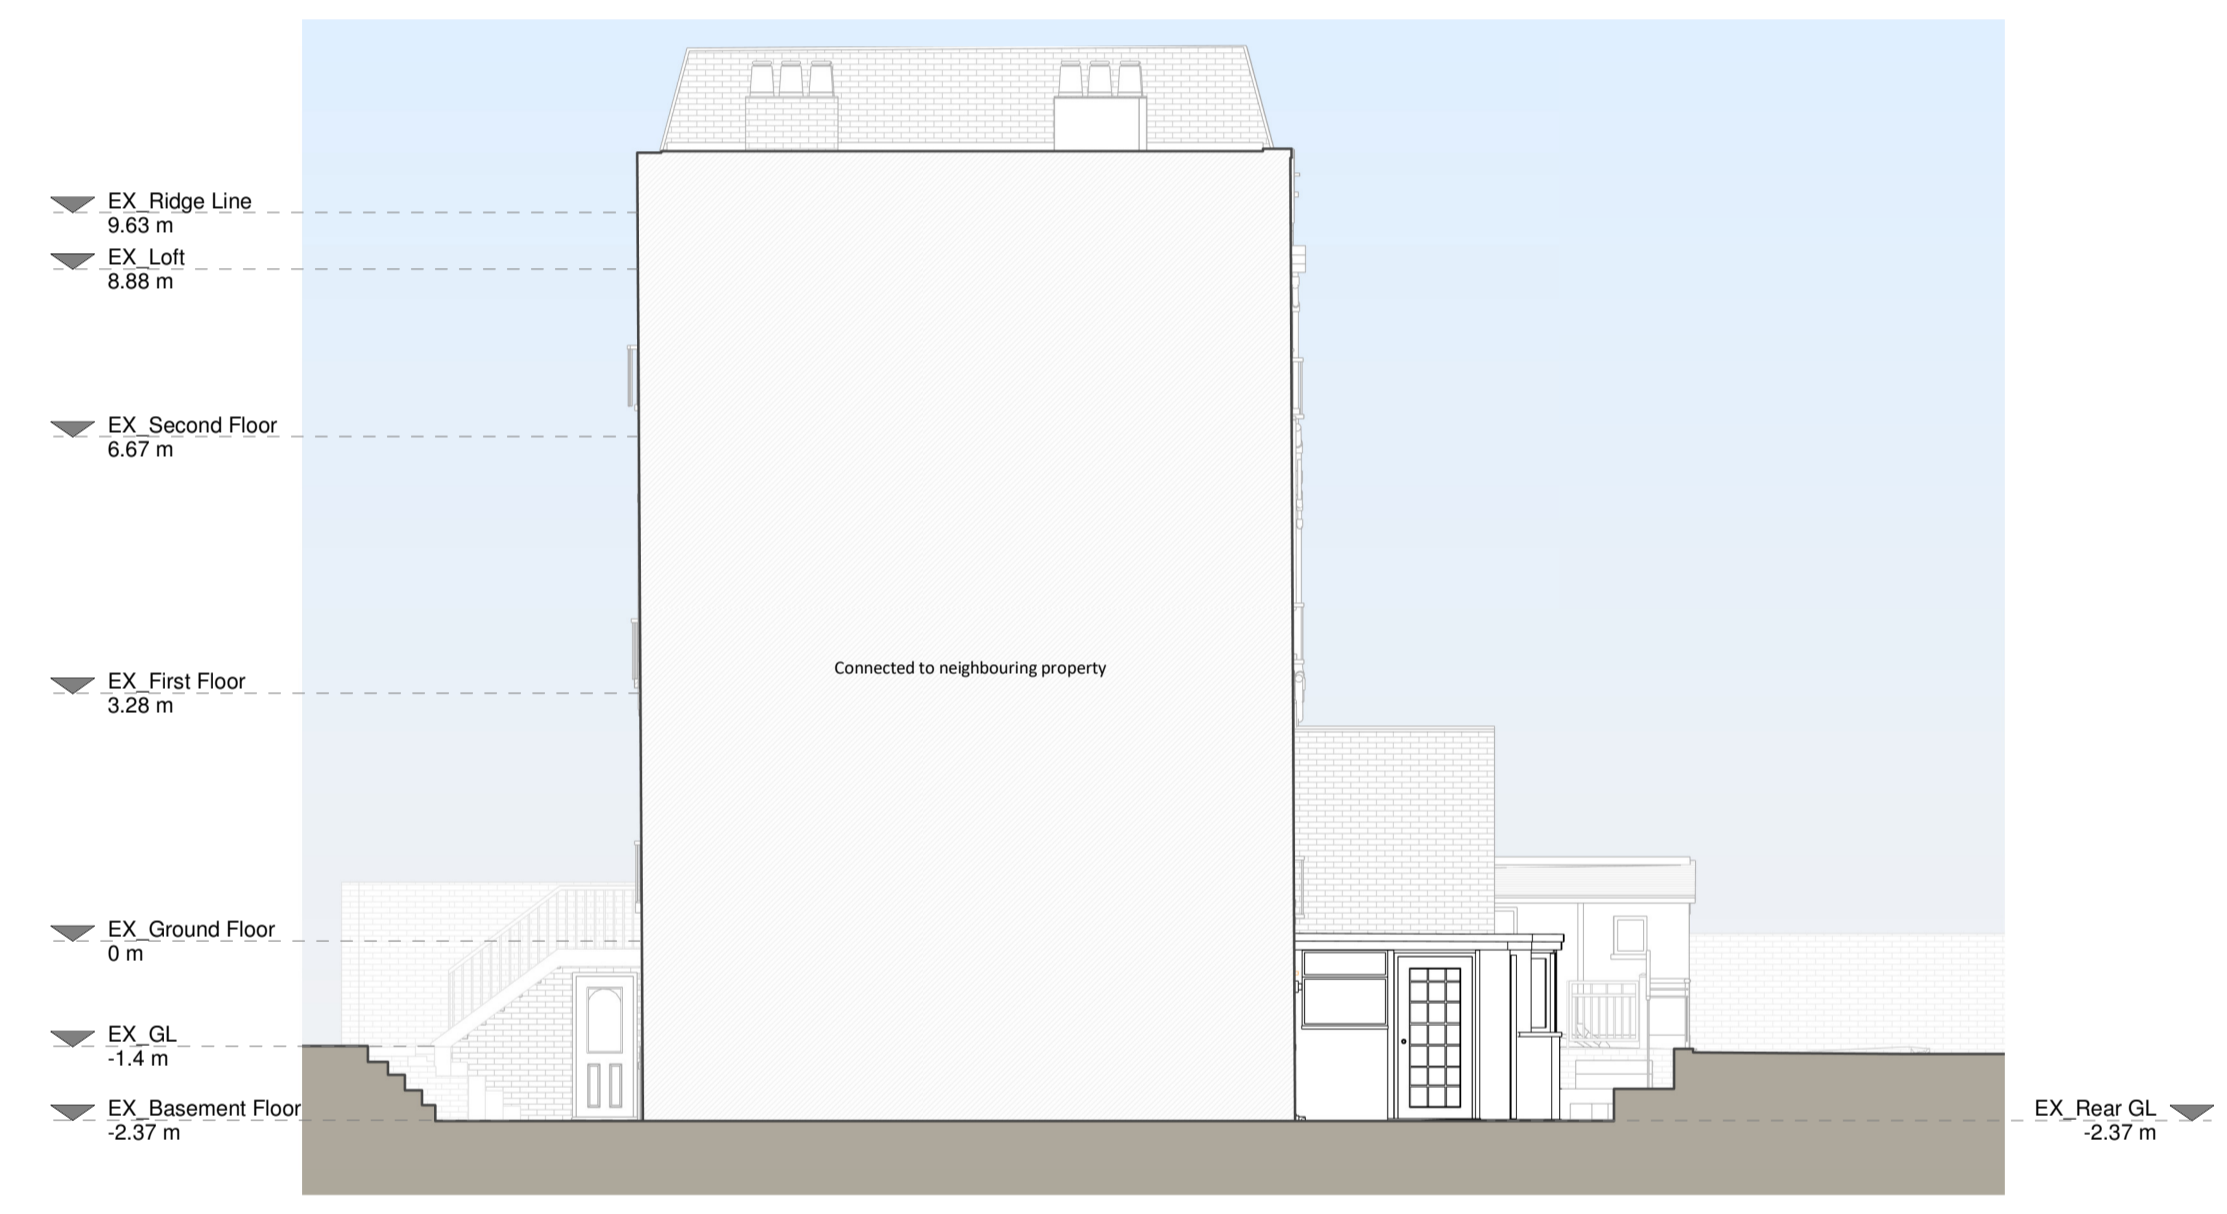 EX_Ridge Line
9.63 m
EX_Loft
8.88 m
EX_Second Floor
6.67 m
Connected to neighbouring property
EX_First Floor
3.28 m
EX_Ground Floor
0 m
EX_GL
-1.4 m
EX_Basement Floor
-2.37 m
EX_Rear GL
-2.37 m